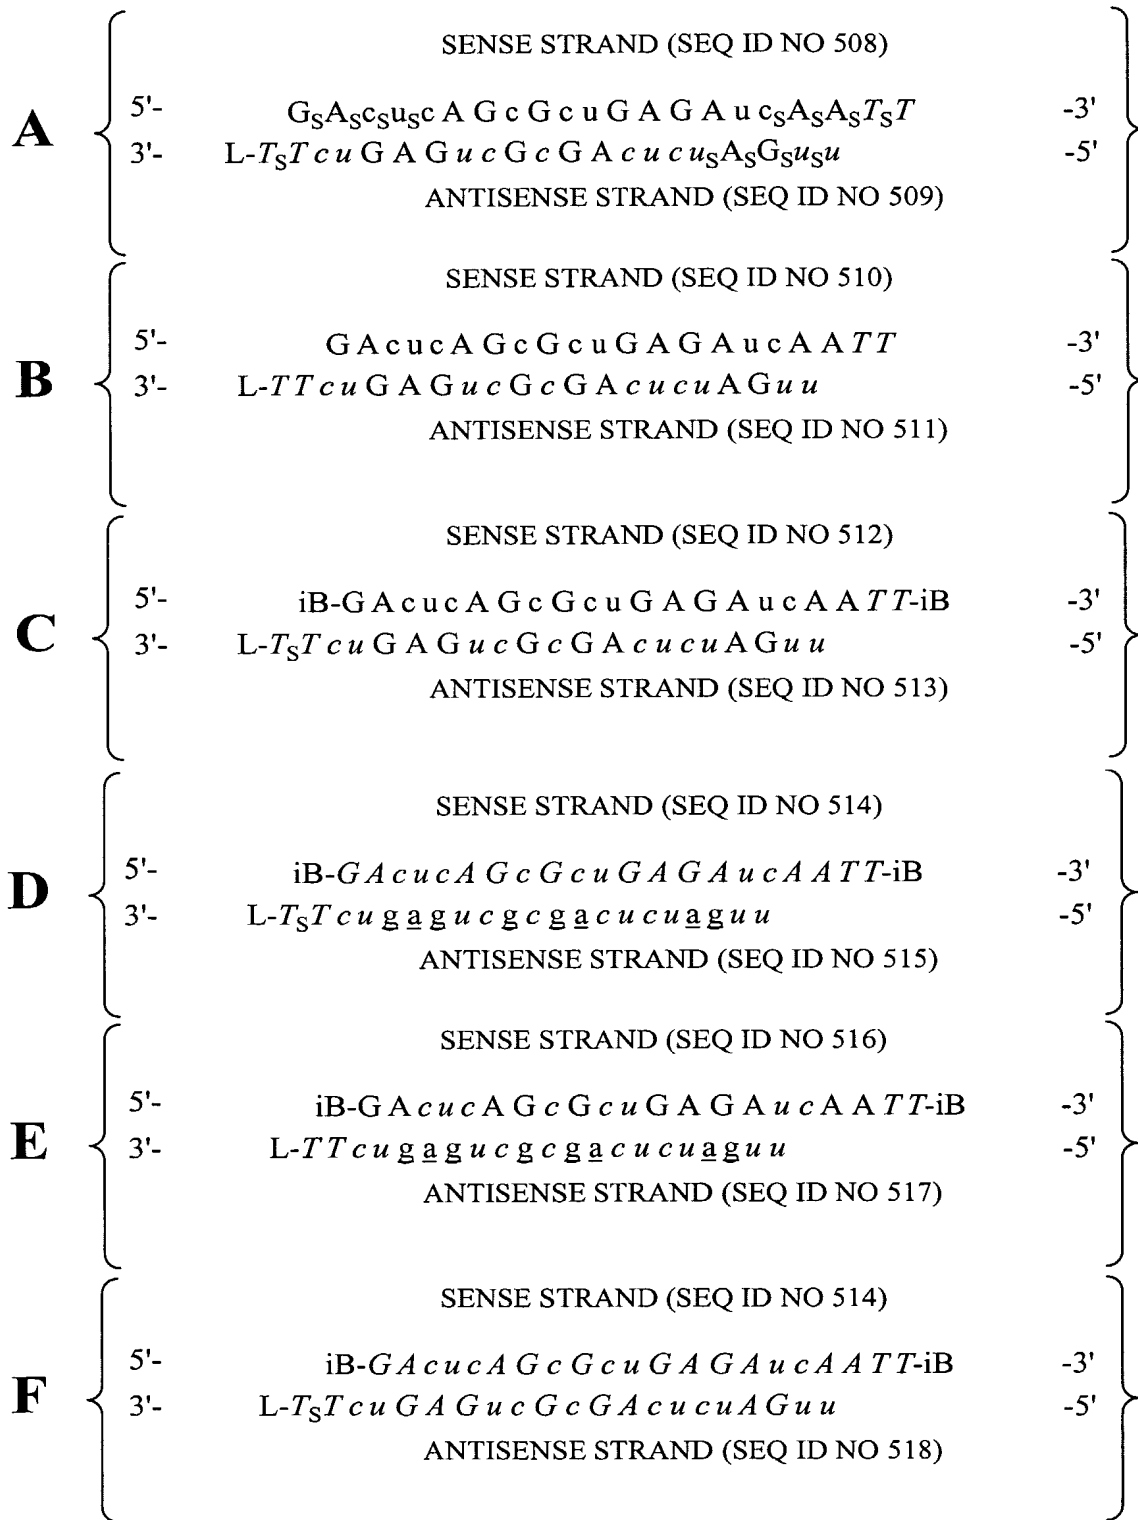 SENSE STRAND (SEQ ID NO 508)
A
5'- GsAscsuscAGcGcuGAGAucsAsAsTsT -3'
3'- L-TsTcuGAGucGcGAcucusAsGsusu -5'
ANTISENSE STRAND (SEQ ID NO 509)
SENSE STRAND (SEQ ID NO 510)
B
5'- GAcucAGcGcuGAGAucAATT -3'
3'- L-TTcuGAGucGcGAcucuAGuu -5'
ANTISENSE STRAND (SEQ ID NO 511)
SENSE STRAND (SEQ ID NO 512)
C
5'- iB-GAcucAGcGcuGAGAucAATT-iB -3'
3'- L-TsTcuGAGucGcGAcucuAGuu -5'
ANTISENSE STRAND (SEQ ID NO 513)
SENSE STRAND (SEQ ID NO 514)
D
5'- iB-GAcucAGcGcuGAGAucAATT-iB -3'
3'- L-TsTcugagucgcgacucuaguu -5'
ANTISENSE STRAND (SEQ ID NO 515)
SENSE STRAND (SEQ ID NO 516)
E
5'- iB-GAcucAGcGcuGAGAucAATT-iB -3'
3'- L-TTcugagucgcgacucuaguu -5'
ANTISENSE STRAND (SEQ ID NO 517)
SENSE STRAND (SEQ ID NO 514)
F
5'- iB-GAcucAGcGcuGAGAucAATT-iB -3'
3'- L-TsTcuGAGucGcGAcucuAGuu -5'
ANTISENSE STRAND (SEQ ID NO 518)